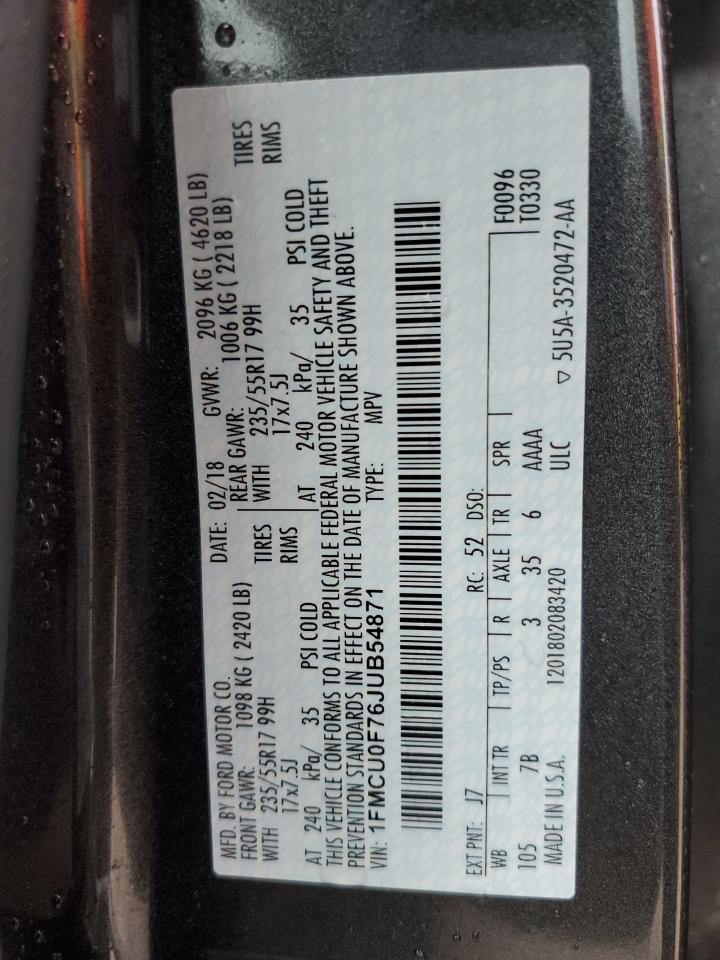 MFD. BY FORD MOTOR CO. DATE: 02/18 GVWR: 2096 KG ( 4620 LB)
FRONT GAWR: 1098 KG ( 2420 LB) REAR GAWR: 1006 KG ( 2218 LB)
WITH 235/55R17 99H TIRES WITH 235/55R17 99H TIRES
17x7.5J RIMS 17x7.5J RIMS
AT 240 kPa/ 35 PSI COLD AT 240 kPa/ 35 PSI COLD
THIS VEHICLE CONFORMS TO ALL APPLICABLE FEDERAL MOTOR VEHICLE SAFETY AND THEFT
PREVENTION STANDARDS IN EFFECT ON THE DATE OF MANUFACTURE SHOWN ABOVE.
VIN: 1FMCU0F76JUB54871 TYPE: MPV
EXT PNT: J7 RC: 52 DSO:
WB INT TR TP/PS R AXLE TR SPR F0096
105 7B 3 35 6 AAAA T0330
MADE IN U.S.A. 1201802083420 ULC ▽ 5U5A-3520472-AA